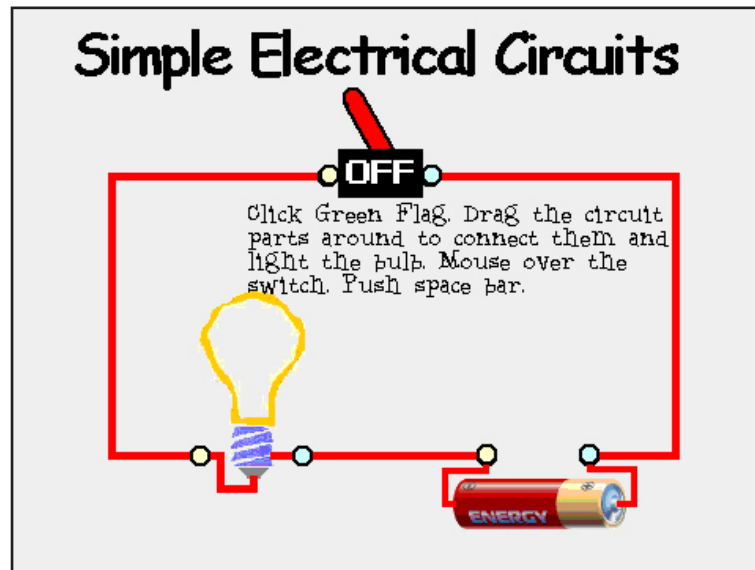 Simple Electrical Circuits
OFF
Click Green Flag. Drag the circuit
parts around to connect them and
light the bulb. Mouse over the
switch. Push space bar.
ENERGY